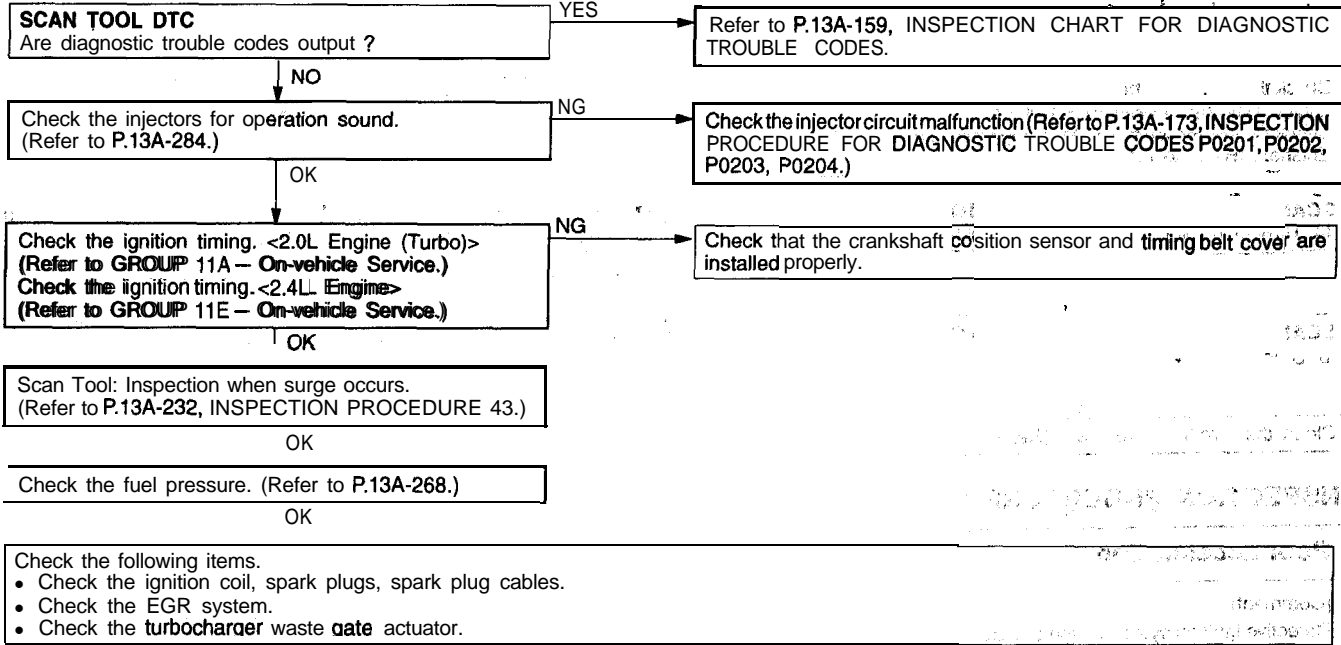 SCAN TOOL DTC
Are diagnostic trouble codes output ?
YES
Refer to P.13A-159, INSPECTION CHART FOR DIAGNOSTIC
TROUBLE CODES.
NO
Check the injectors for operation sound.
(Refer to P.13A-284.)
NG
Check the injector circuit malfunction (Refer to P.13A-173, INSPECTION
PROCEDURE FOR DIAGNOSTIC TROUBLE CODES P0201, P0202,
P0203, P0204.)
OK
Check the ignition timing. <2.0L Engine (Turbo)>
(Refer to GROUP 11A – On-vehicle Service.)
Check the ignition timing. <2.4L Engine>
(Refer to GROUP 11E – On-vehicle Service.)
NG
Check that the crankshaft position sensor and timing belt cover are
installed properly.
OK
Scan Tool: Inspection when surge occurs.
(Refer to P.13A-232, INSPECTION PROCEDURE 43.)
OK
Check the fuel pressure. (Refer to P.13A-268.)
OK
Check the following items.
• Check the ignition coil, spark plugs, spark plug cables.
• Check the EGR system.
• Check the turbocharger waste gate actuator.